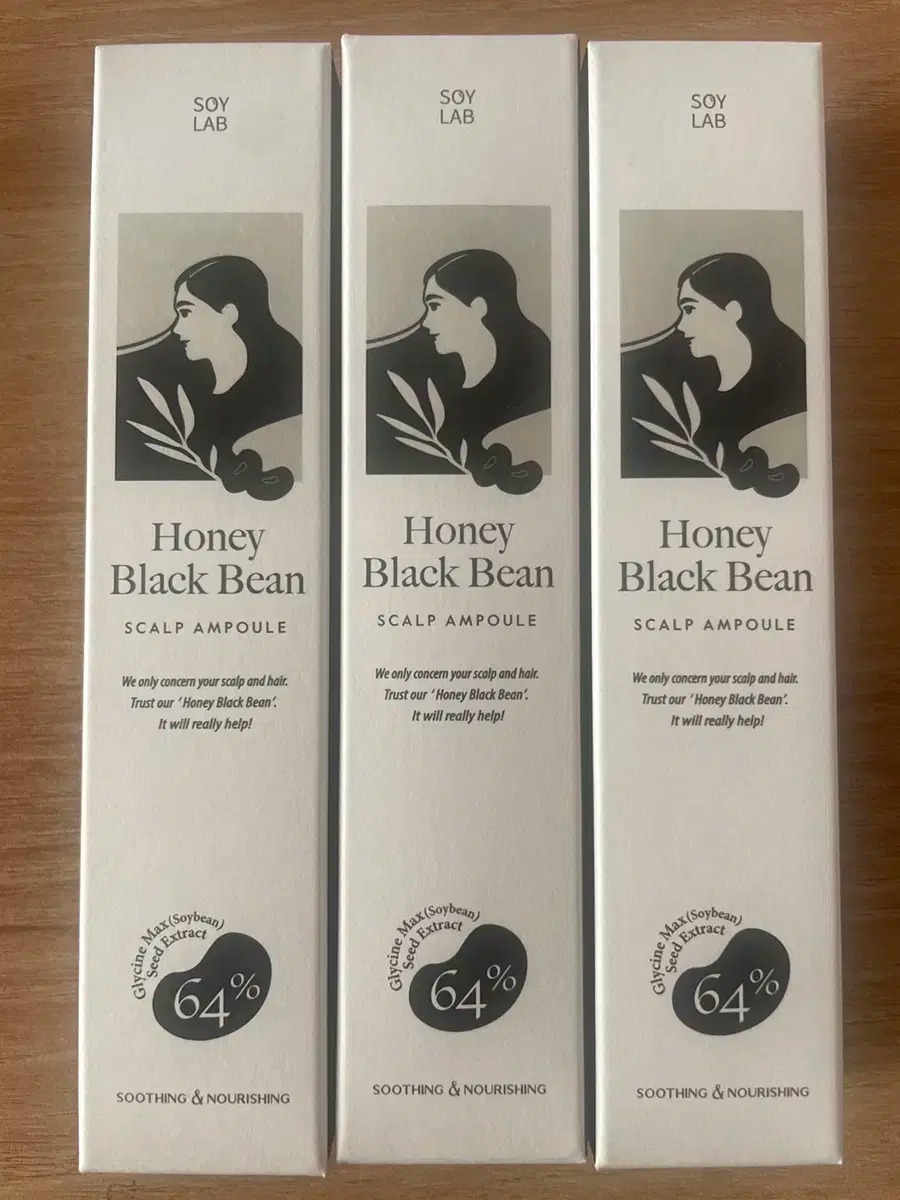 SOY
LAB
Honey
Black Bean
SCALP AMPOULE
We only concern your scalp and hair.
Trust our ‘Honey Black Bean’.
It will really help!
Glycine Max (Soybean)
Seed Extract
64%
SOOTHING & NOURISHING
SOY
LAB
Honey
Black Bean
SCALP AMPOULE
We only concern your scalp and hair.
Trust our ‘Honey Black Bean’.
It will really help!
Glycine Max (Soybean)
Seed Extract
64%
SOOTHING & NOURISHING
SOY
LAB
Honey
Black Bean
SCALP AMPOULE
We only concern your scalp and hair.
Trust our ‘Honey Black Bean’.
It will really help!
Glycine Max (Soybean)
Seed Extract
64%
SOOTHING & NOURISHING